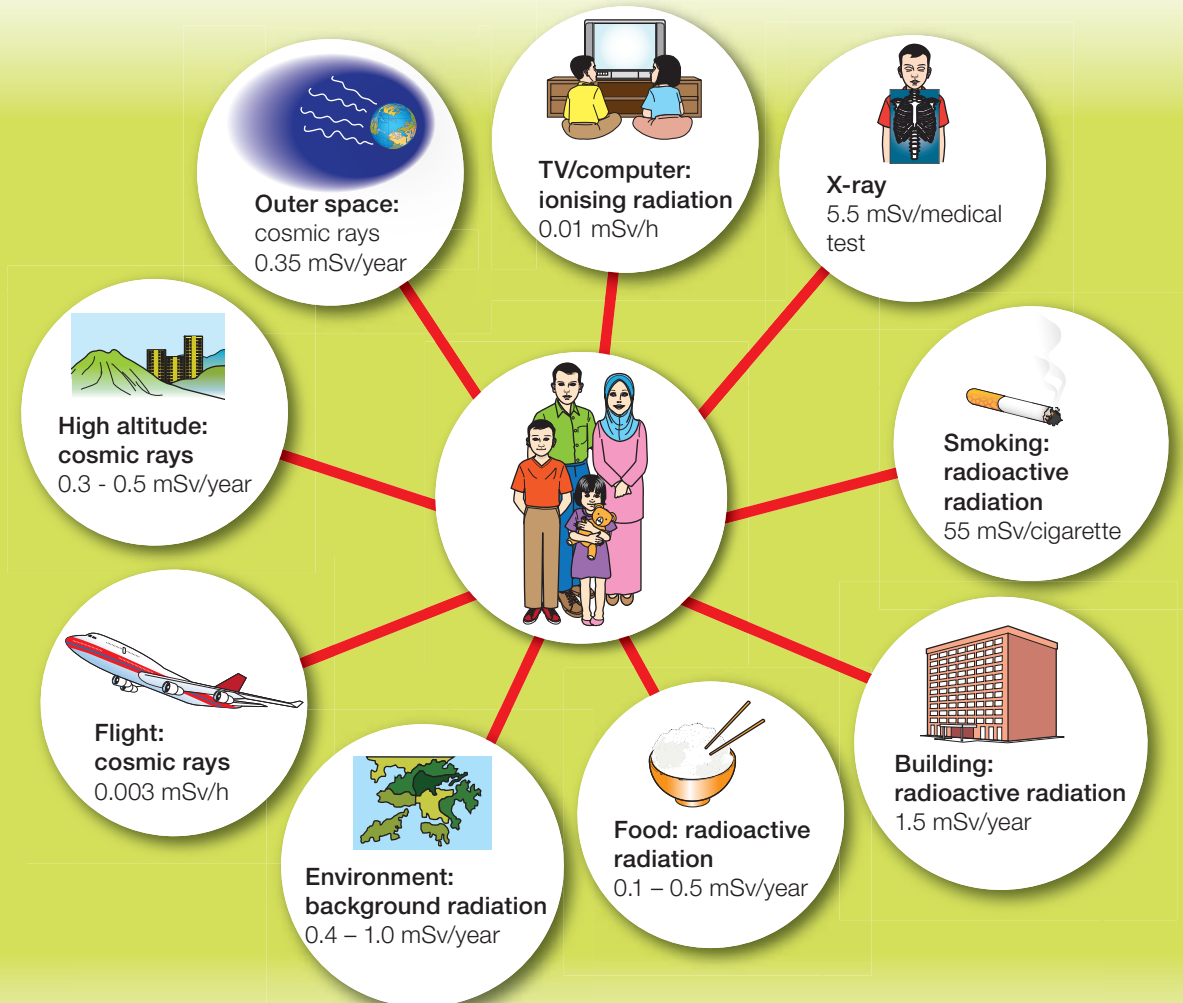 Outer space:
cosmic rays
0.35 mSv/year
TV/computer:
ionising radiation
0.01 mSv/h
X-ray
5.5 mSv/medical
test
High altitude:
cosmic rays
0.3 - 0.5 mSv/year
Smoking:
radioactive
radiation
55 mSv/cigarette
Flight:
cosmic rays
0.003 mSv/h
Environment:
background radiation
0.4 – 1.0 mSv/year
Food: radioactive
radiation
0.1 – 0.5 mSv/year
Building:
radioactive radiation
1.5 mSv/year